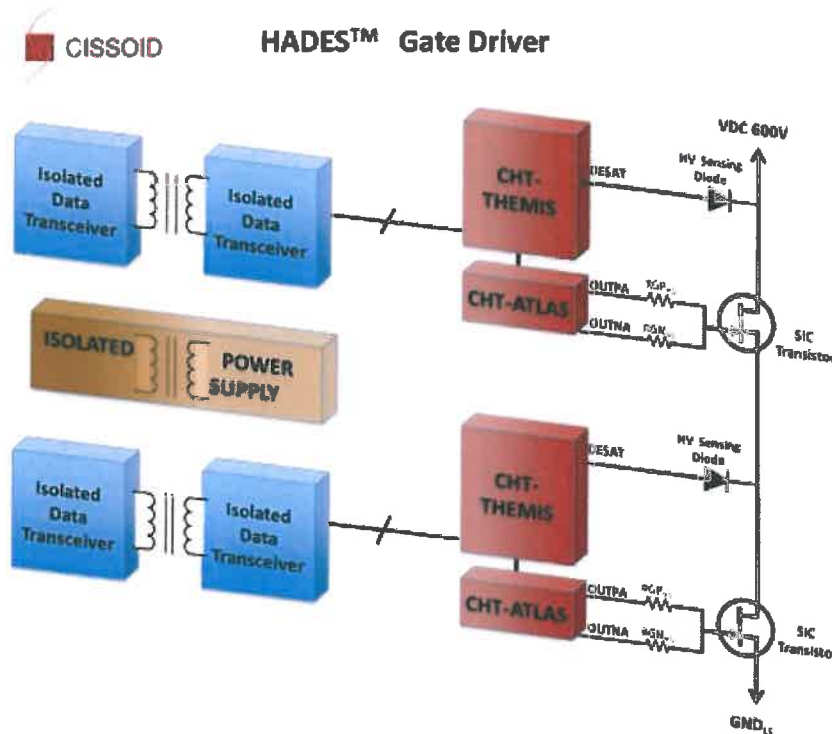 CISSOID
HADES™ Gate Driver
VDC 600V
HV Sensing
Diode
Isolated
Data
Transceiver
Isolated
Data
Transceiver
CHT-
THEMIS
DESAT
CHT-ATLAS
OUTPA
OUTNA
SiC
Transistor
ISOLATED
POWER
SUPPLY
HV Sensing
Diode
Isolated
Data
Transceiver
Isolated
Data
Transceiver
CHT-
THEMIS
DESAT
CHT-ATLAS
OUTPA
OUTNA
SiC
Transistor